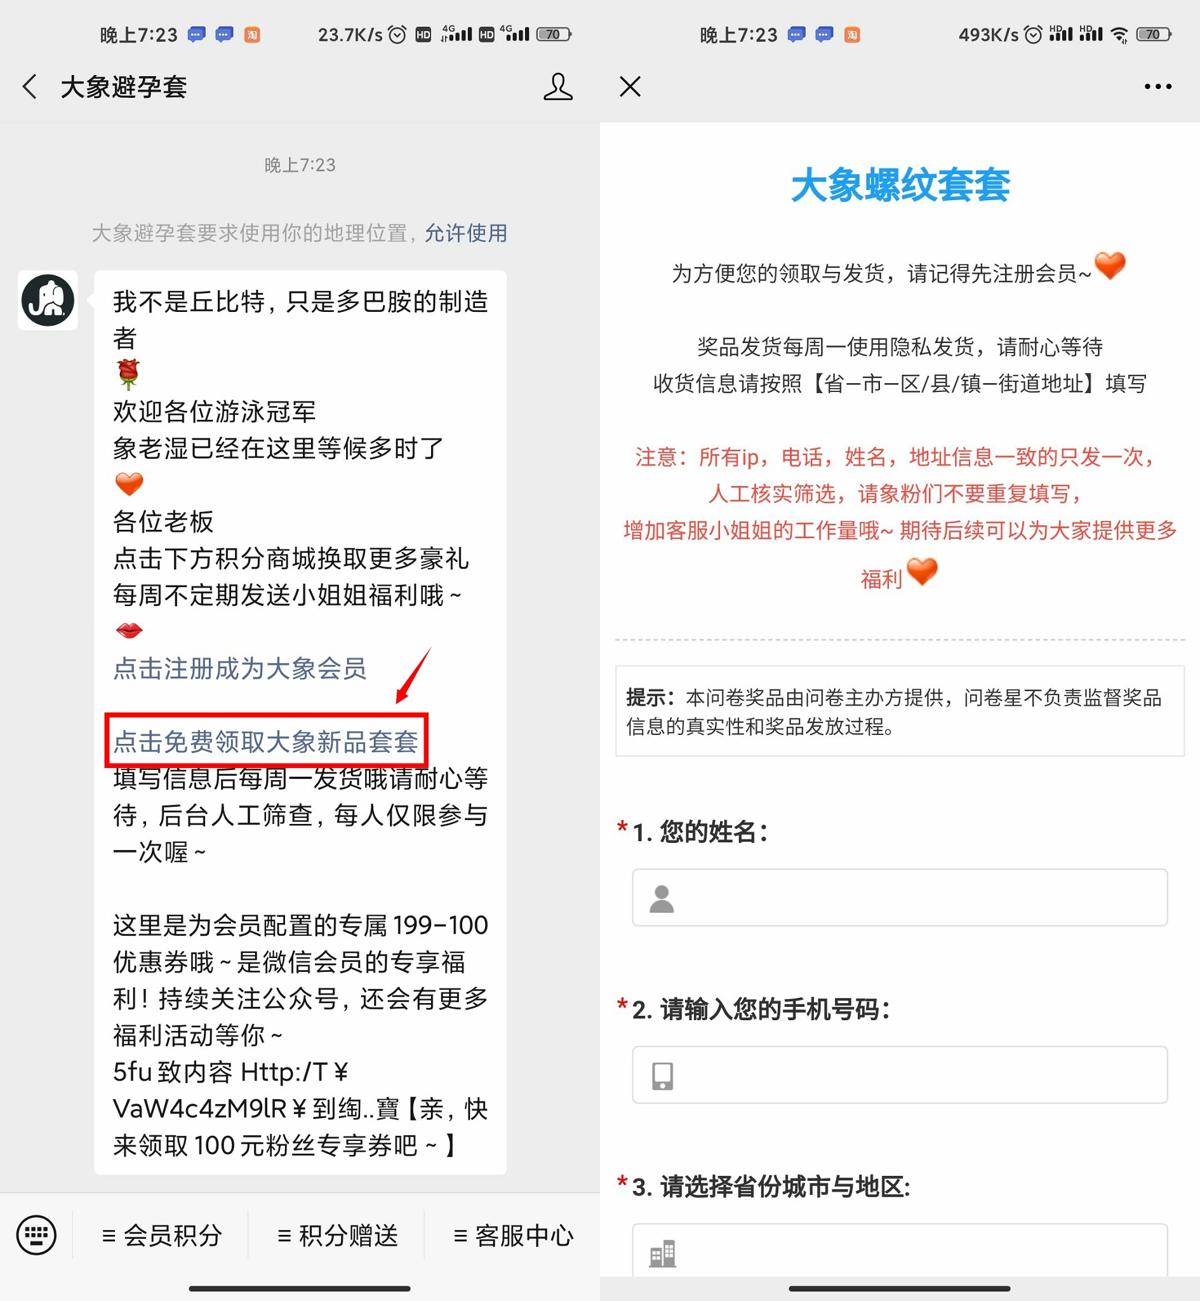 晚上7:23
23.7K/s HD 4G HD 4G 70
大象避孕套
晚上7:23
大象避孕套要求使用你的地理位置，允许使用
我不是丘比特，只是多巴胺的制造
者
欢迎各位游泳冠军
象老湿已经在这里等候多时了
各位老板
点击下方积分商城换取更多豪礼
每周不定期发送小姐姐福利哦~
点击注册成为大象会员
点击免费领取大象新品套套
填写信息后每周一发货哦请耐心等
待，后台人工筛查，每人仅限参与
一次喔~
这里是为会员配置的专属199-100
优惠券哦~是微信会员的专享福
利！持续关注公众号，还会有更多
福利活动等你~
5fu致内容 Http:/T¥
VaW4c4zM9lR¥到绹..寶【亲，快
来领取100元粉丝专享券吧~】
会员积分
积分赠送
客服中心
晚上7:23
493K/s HD HD 70
大象螺纹套套
为方便您的领取与发货，请记得先注册会员~
奖品发货每周一使用隐私发货，请耐心等待
收货信息请按照【省-市-区/县/镇-街道地址】填写
注意：所有ip，电话，姓名，地址信息一致的只发一次，
人工核实筛选，请象粉们不要重复填写，
增加客服小姐姐的工作量哦~ 期待后续可以为大家提供更多
福利
提示：本问卷奖品由问卷主办方提供，问卷星不负责监督奖品
信息的真实性和奖品发放过程。
*1. 您的姓名：
*2. 请输入您的手机号码：
*3. 请选择省份城市与地区: